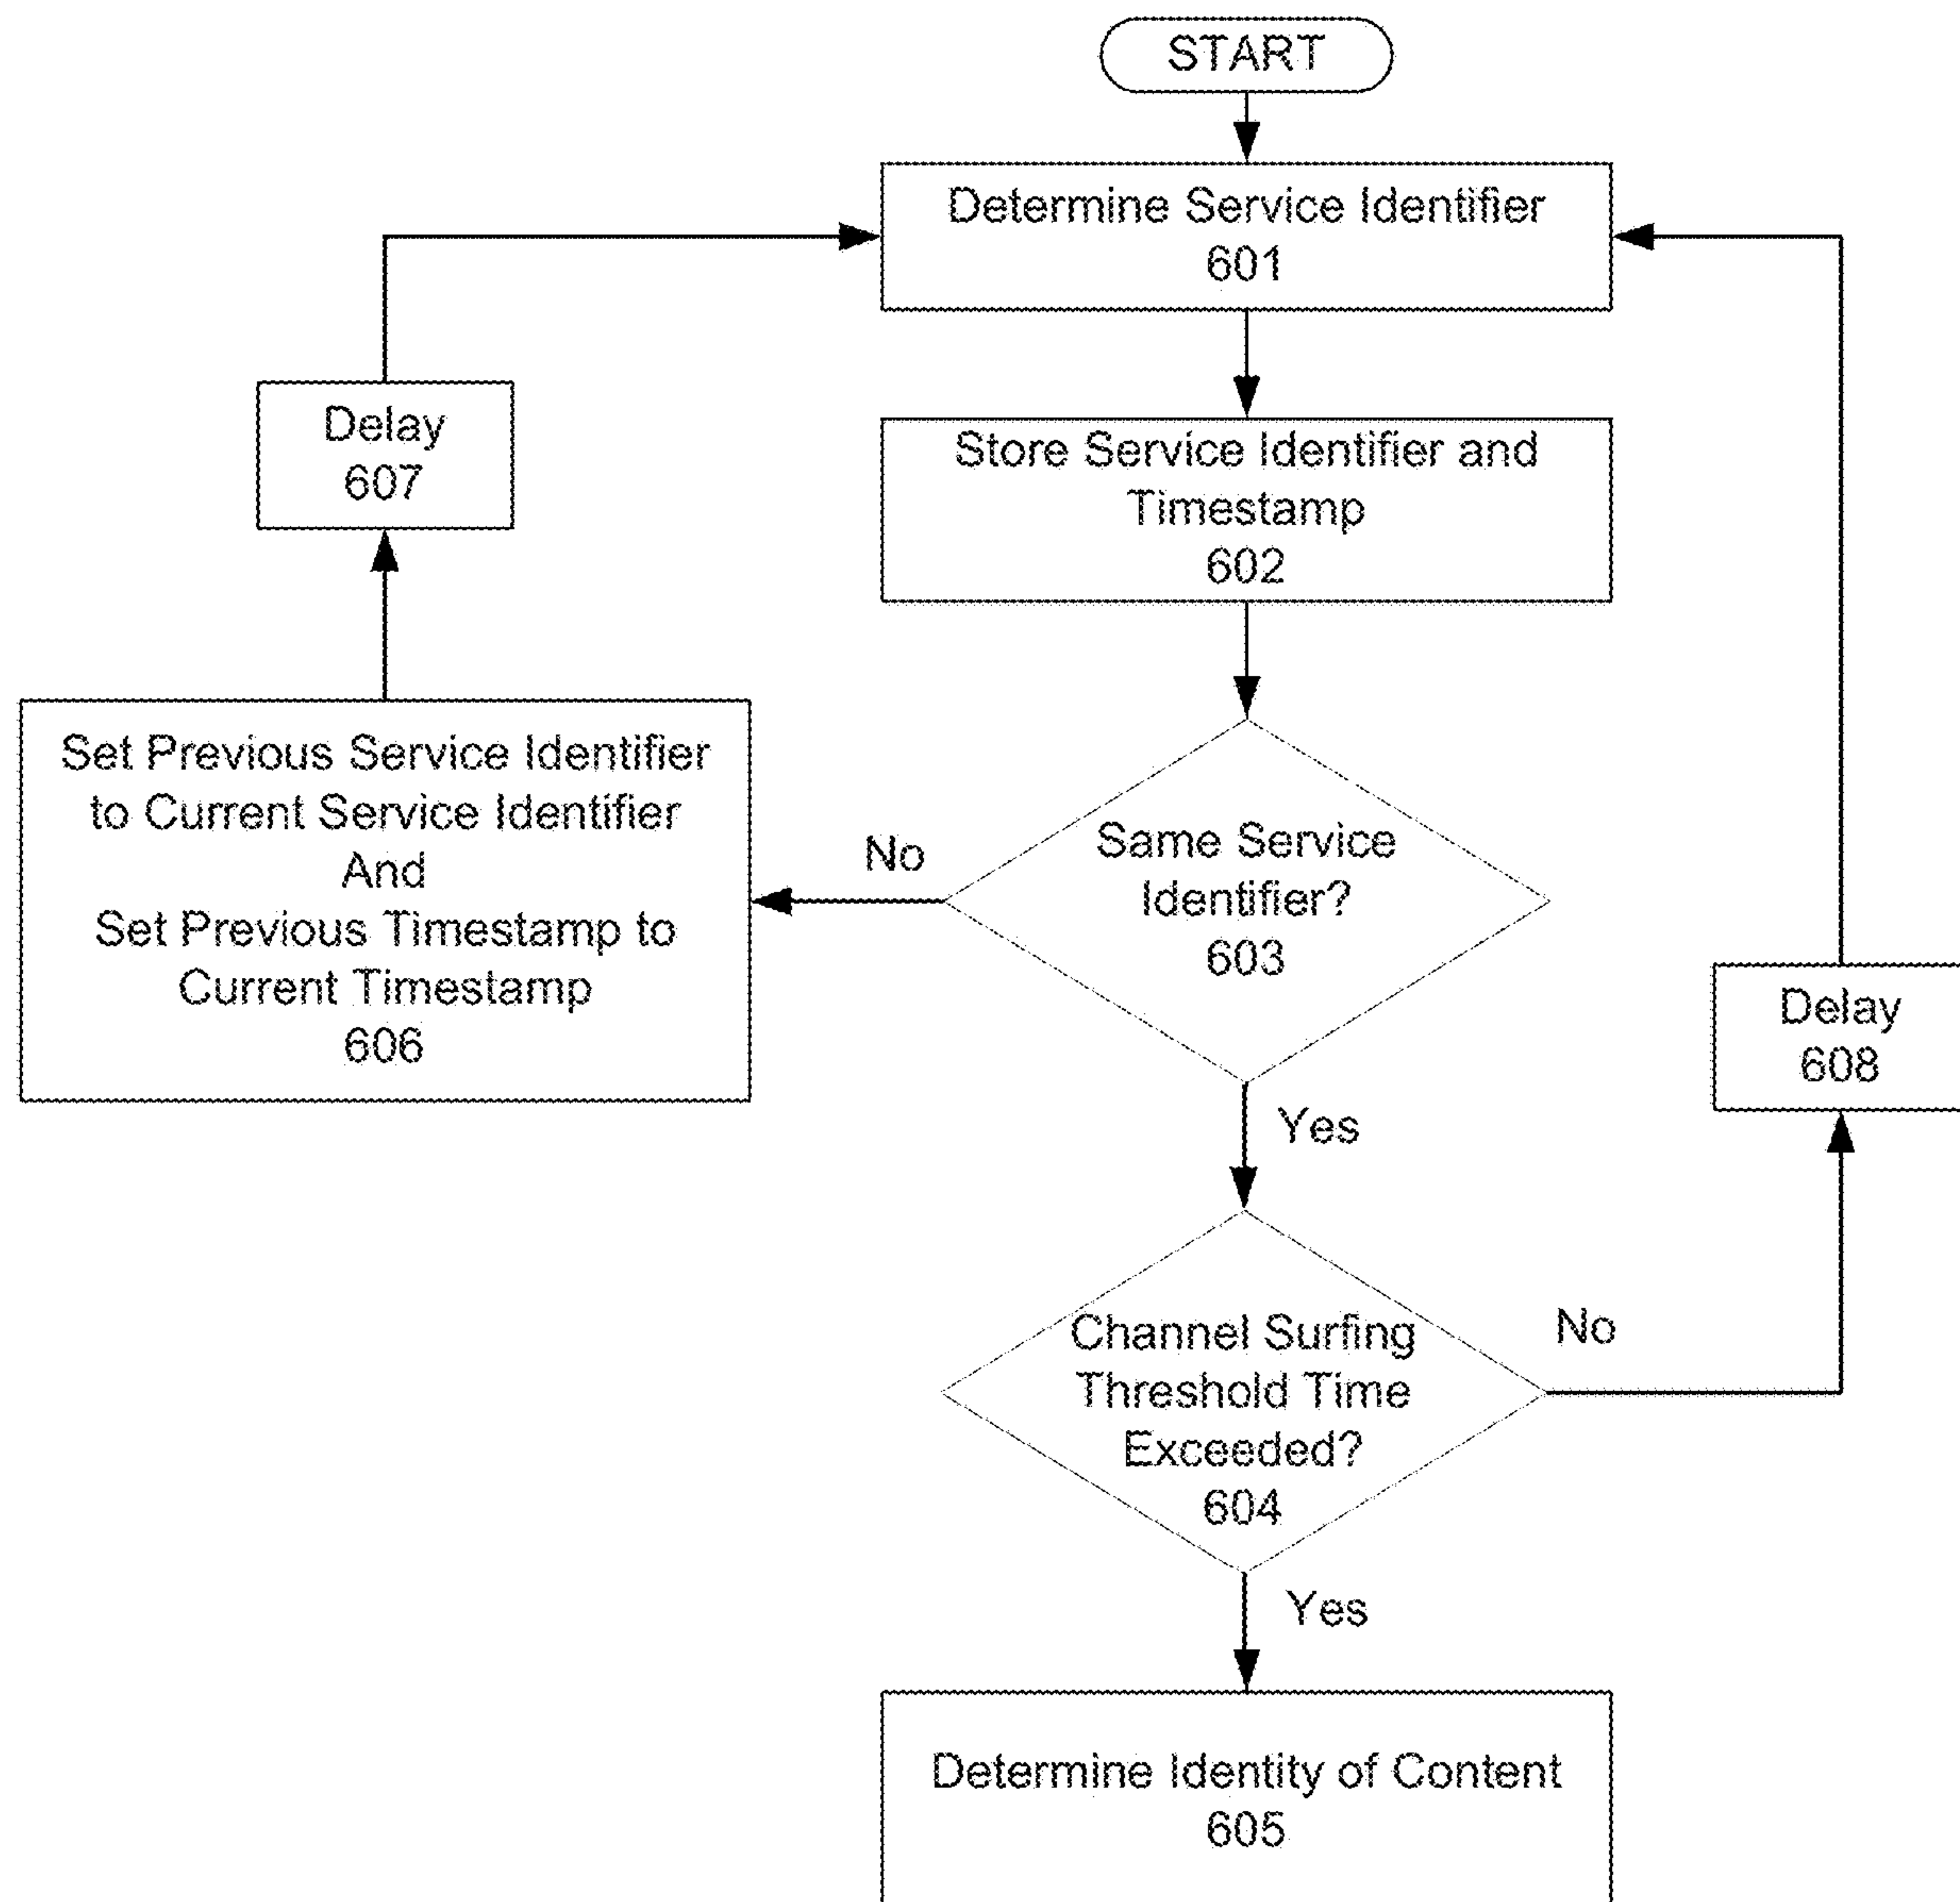 START
Determine Service Identifier
601
Store Service Identifier and
Timestamp
602
Delay
607
Set Previous Service Identifier
to Current Service Identifier
And
Set Previous Timestamp to
Current Timestamp
606
No
Same Service
Identifier?
603
Yes
Delay
608
Channel Surfing
Threshold Time
Exceeded?
604
No
Yes
Determine Identity of Content
605